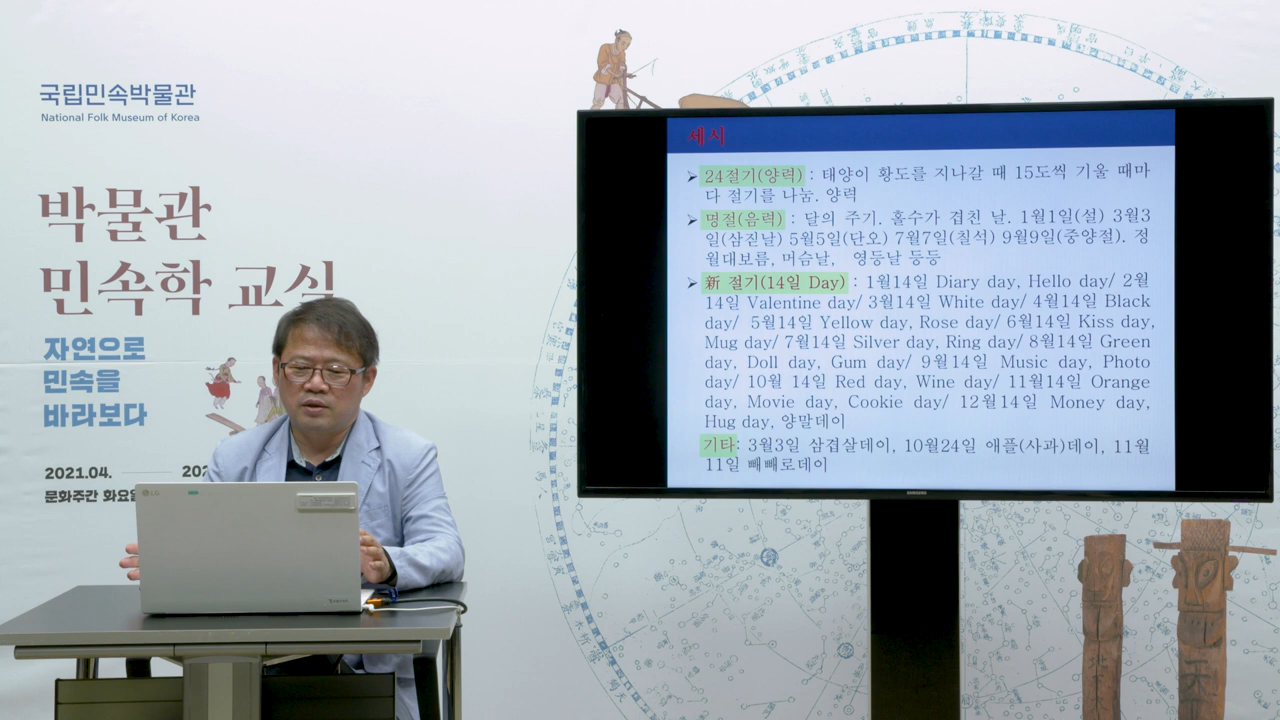 국립민속박물관
National Folk Museum of Korea
박물관
민속학 교실
자연으로
민속을
바라보다
2021.04.
문화주간 화요일
LG
세시
➢ 24절기(양력) : 태양이 황도를 지나갈 때 15도씩 기울 때마
다 절기를 나눔. 양력
➢ 명절(음력) : 달의 주기. 홀수가 겹친 날. 1월1일(설) 3월3
일(삼짇날) 5월5일(단오) 7월7일(칠석) 9월9일(중양절). 정
월대보름, 머슴날, 영등날 등등
➢ 新 절기(14일 Day) : 1월14일 Diary day, Hello day/ 2월
14일 Valentine day/ 3월14일 White day/ 4월14일 Black
day/ 5월14일 Yellow day, Rose day/ 6월14일 Kiss day,
Mug day/ 7월14일 Silver day, Ring day/ 8월14일 Green
day, Doll day, Gum day/ 9월14일 Music day, Photo
day/ 10월 14일 Red day, Wine day/ 11월14일 Orange
day, Movie day, Cookie day/ 12월14일 Money day,
Hug day, 양말데이
기타: 3월3일 삼겹살데이, 10월24일 애플(사과)데이, 11월
11일 빼빼로데이
SAMSUNG